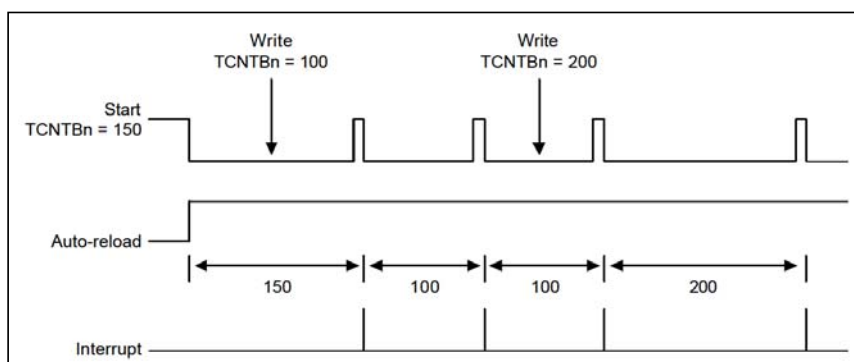 Write
TCNTBn = 100
Write
TCNTBn = 200
Start
TCNTBn = 150
Auto-reload
150
100
100
200
Interrupt